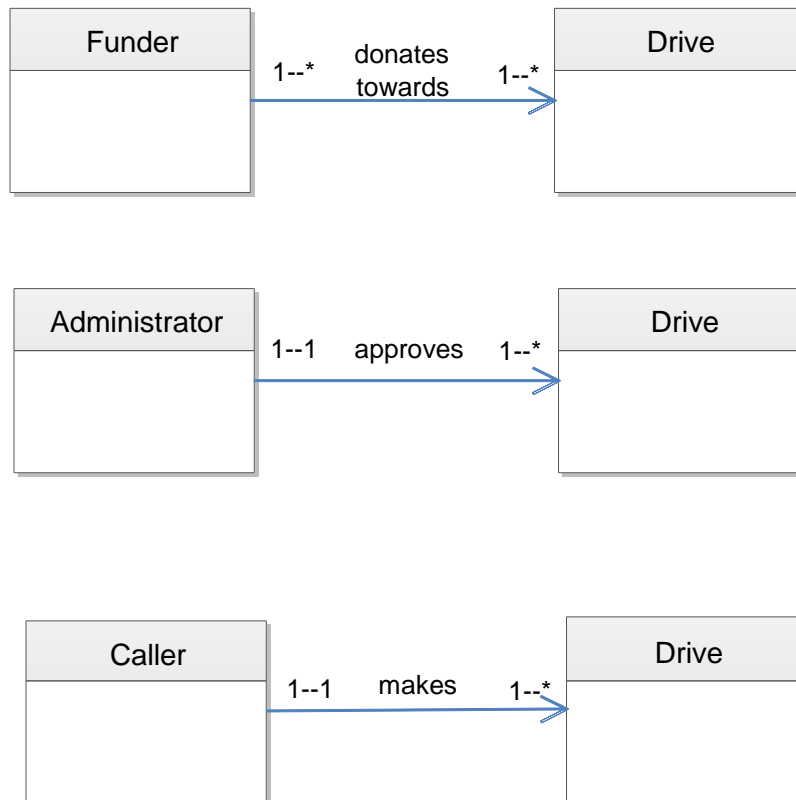 Funder
1--*
donates
towards
1--*
Drive
Administrator
1--1
approves
1--*
Drive
Caller
1--1
makes
1--*
Drive